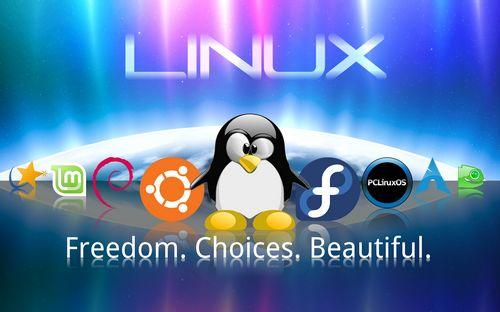 LINUX
PCLinuxOS
Freedom. Choices. Beautiful.